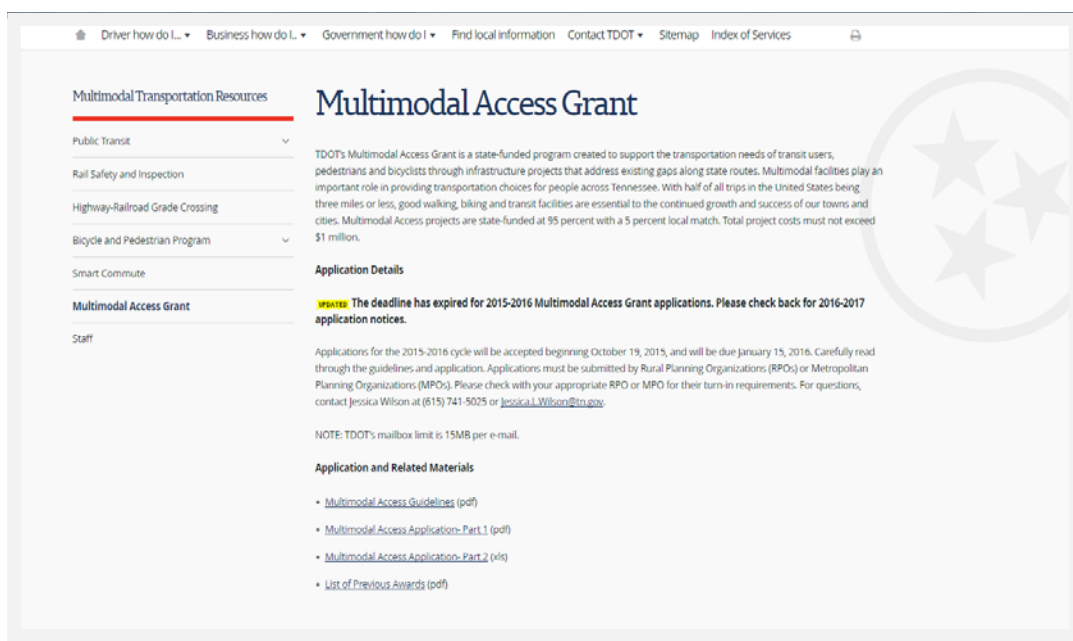 Driver how do I... Business how do I.. Government how do I Find local information Contact TDOT Sitemap Index of Services
Multimodal Transportation Resources
Public Transit
Rail Safety and Inspection
Highway-Railroad Grade Crossing
Bicycle and Pedestrian Program
Smart Commute
Multimodal Access Grant
Staff
Multimodal Access Grant
TDOT's Multimodal Access Grant is a state-funded program created to support the transportation needs of transit users,
pedestrians and bicyclists through infrastructure projects that address existing gaps along state routes. Multimodal facilities play an
important role in providing transportation choices for people across Tennessee. With half of all trips in the United States being
three miles or less, good walking, biking and transit facilities are essential to the continued growth and success of our towns and
cities. Multimodal Access projects are state-funded at 95 percent with a 5 percent local match. Total project costs must not exceed
$1 million.
Application Details
UPDATED The deadline has expired for 2015-2016 Multimodal Access Grant applications. Please check back for 2016-2017
application notices.
Applications for the 2015-2016 cycle will be accepted beginning October 19, 2015, and will be due January 15, 2016. Carefully read
through the guidelines and application. Applications must be submitted by Rural Planning Organizations (RPOs) or Metropolitan
Planning Organizations (MPOs). Please check with your appropriate RPO or MPO for their turn-in requirements. For questions,
contact Jessica Wilson at (615) 741-5025 or Jessica.L.Wilson@tn.gov.
NOTE: TDOT's mailbox limit is 15MB per e-mail.
Application and Related Materials
• Multimodal Access Guidelines (pdf)
• Multimodal Access Application- Part 1 (pdf)
• Multimodal Access Application- Part 2 (xls)
• List of Previous Awards (pdf)